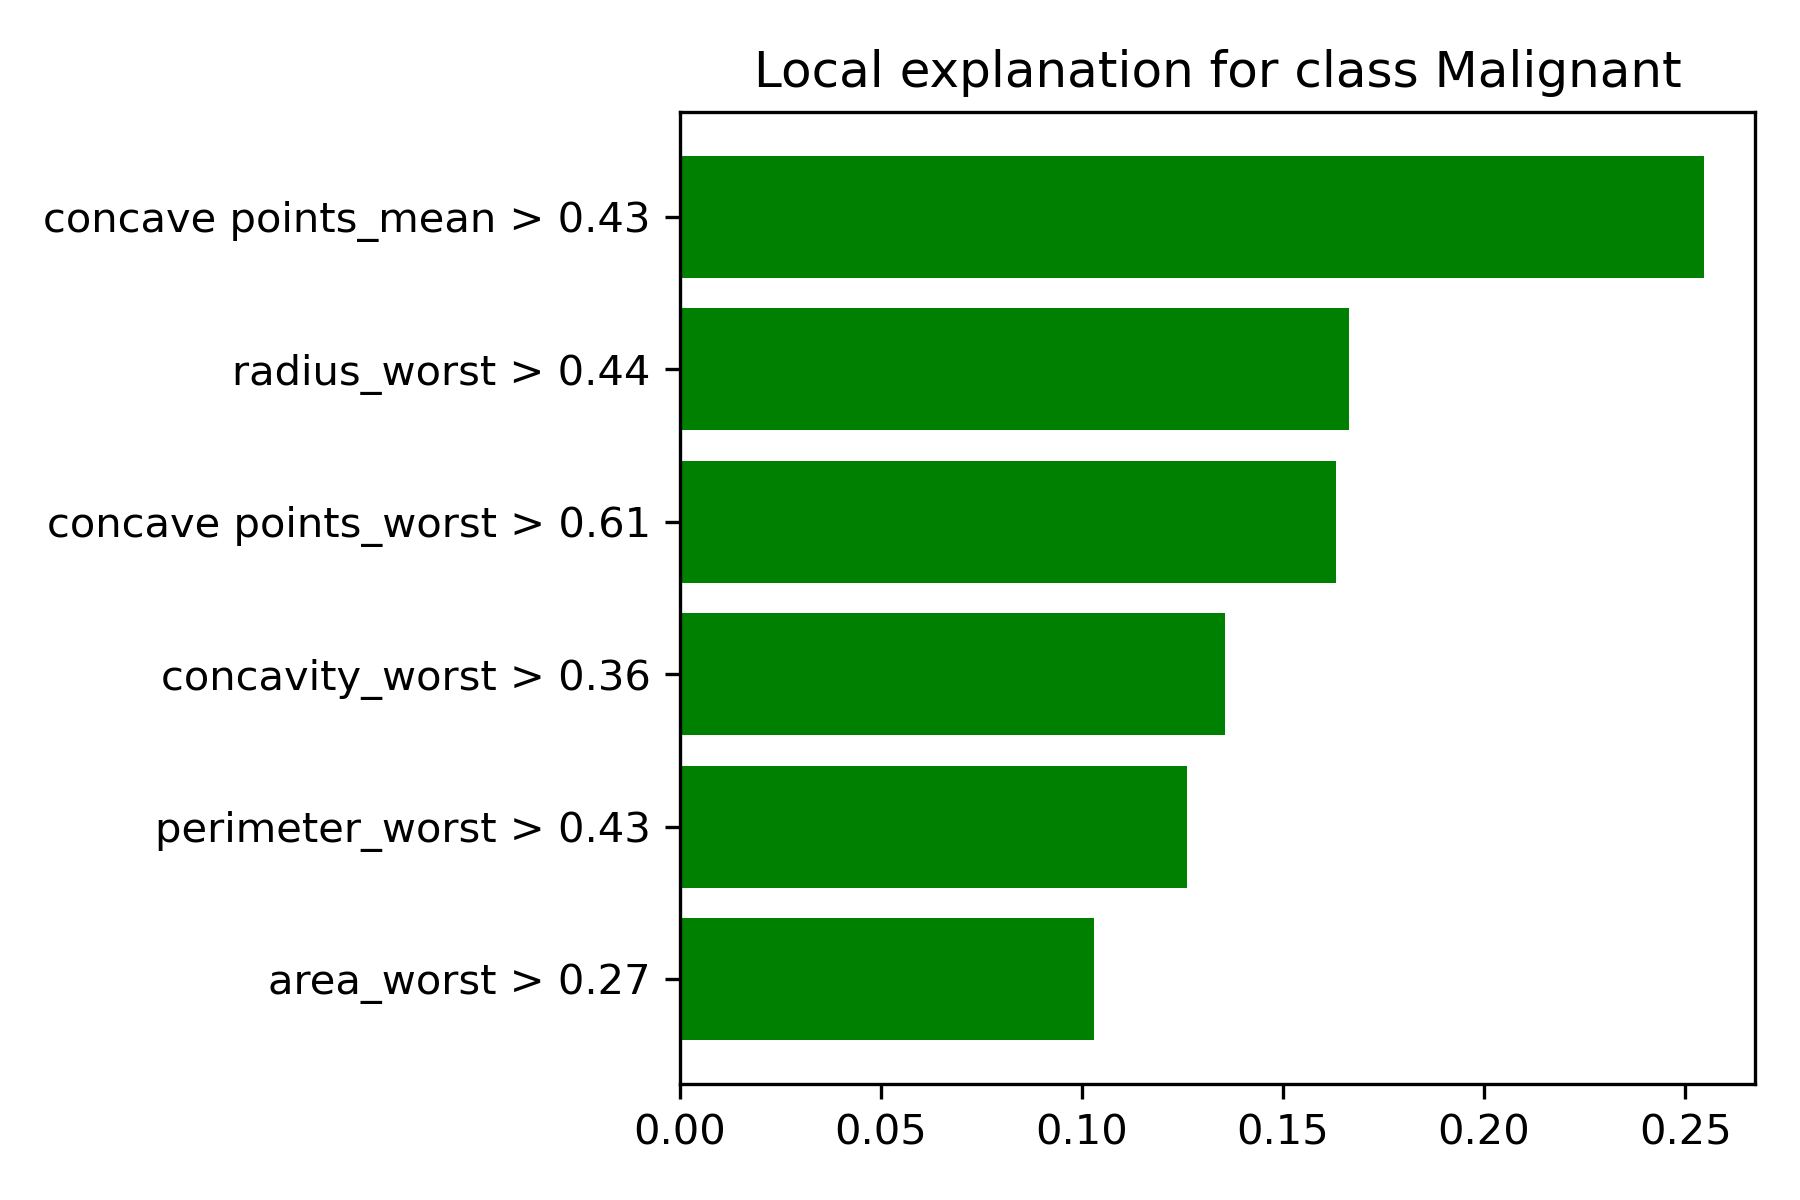 Local explanation for class Malignant
concave points_mean > 0.43
radius_worst > 0.44
concave points_worst > 0.61
concavity_worst > 0.36
perimeter_worst > 0.43
area_worst > 0.27
0.00 0.05 0.10 0.15 0.20 0.25